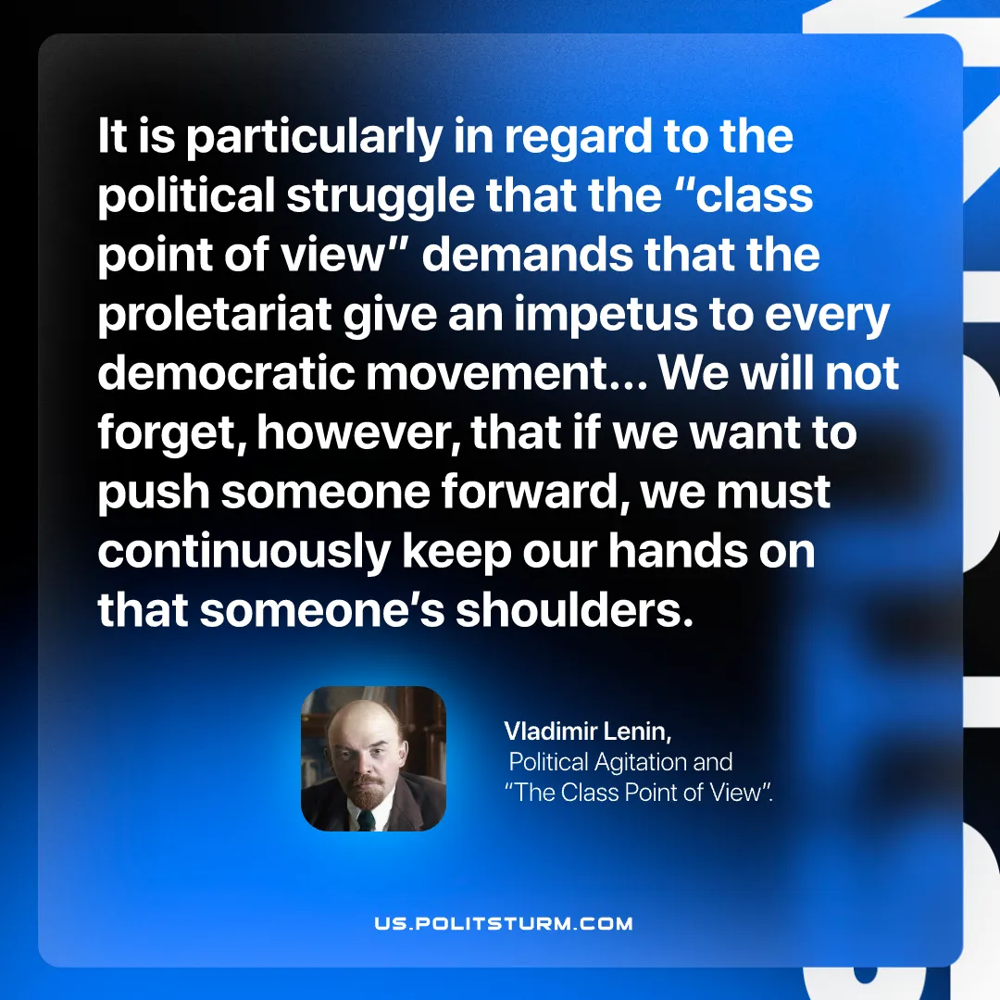 It is particularly in regard to the
political struggle that the “class
point of view” demands that the
proletariat give an impetus to every
democratic movement... We will not
forget, however, that if we want to
push someone forward, we must
continuously keep our hands on
that someone’s shoulders.
Vladimir Lenin,
Political Agitation and
“The Class Point of View”.
US.POLITSTURM.COM